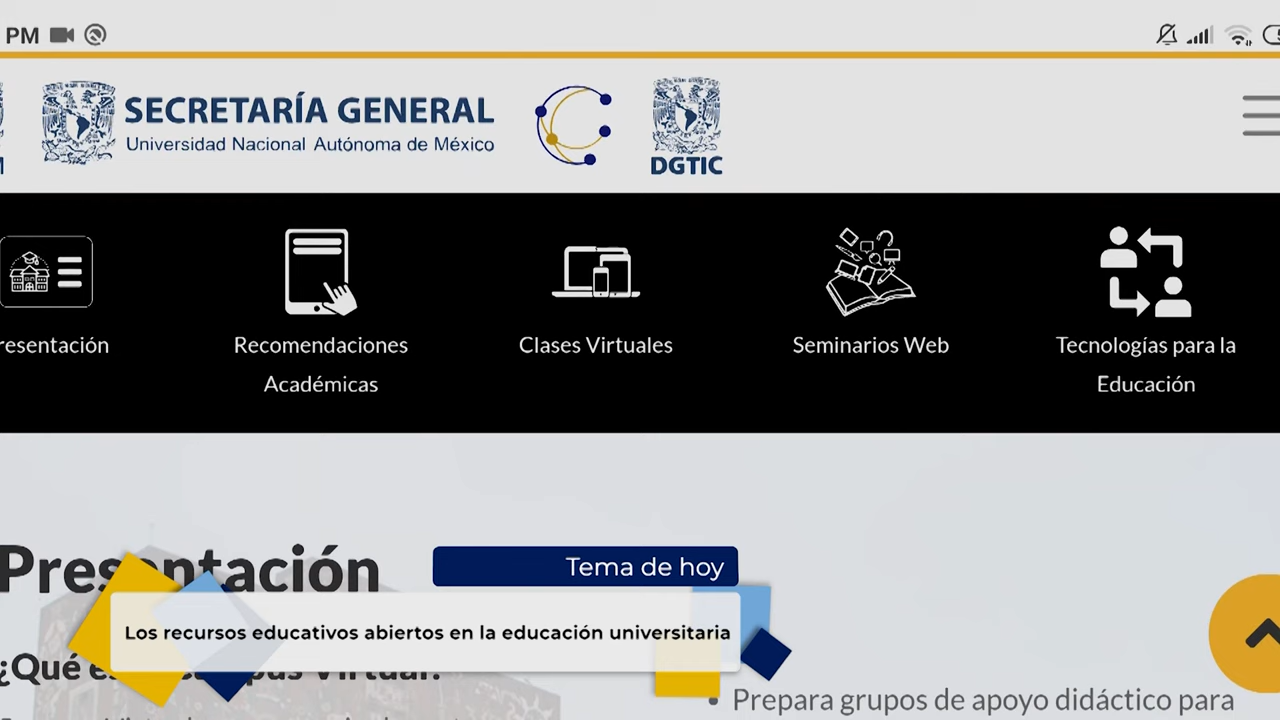 PM
SECRETARÍA GENERAL
Universidad Nacional Autónoma de México
DGTIC
resentación
Recomendaciones
Académicas
Clases Virtuales
Seminarios Web
Tecnologías para la
Educación
Presentación
Tema de hoy
Los recursos educativos abiertos en la educación universitaria
¿Qué
Prepara grupos de apoyo didáctico para